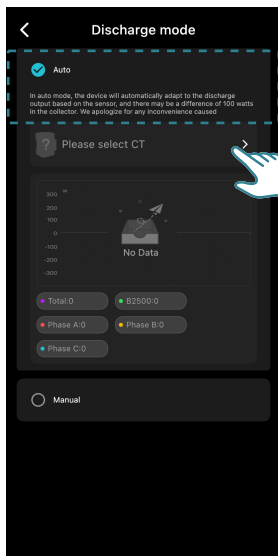 Discharge mode
Auto
In auto mode, the device will automatically adapt to the discharge
output based on the sensor, and there may be a difference of 100 watts
in the collector. We apologize for any inconvenience caused
? Please select CT
300
200
100
0
-100
-200
-300
No Data
Total:0
B2500:0
Phase A:0
Phase B:0
Phase C:0
Manual